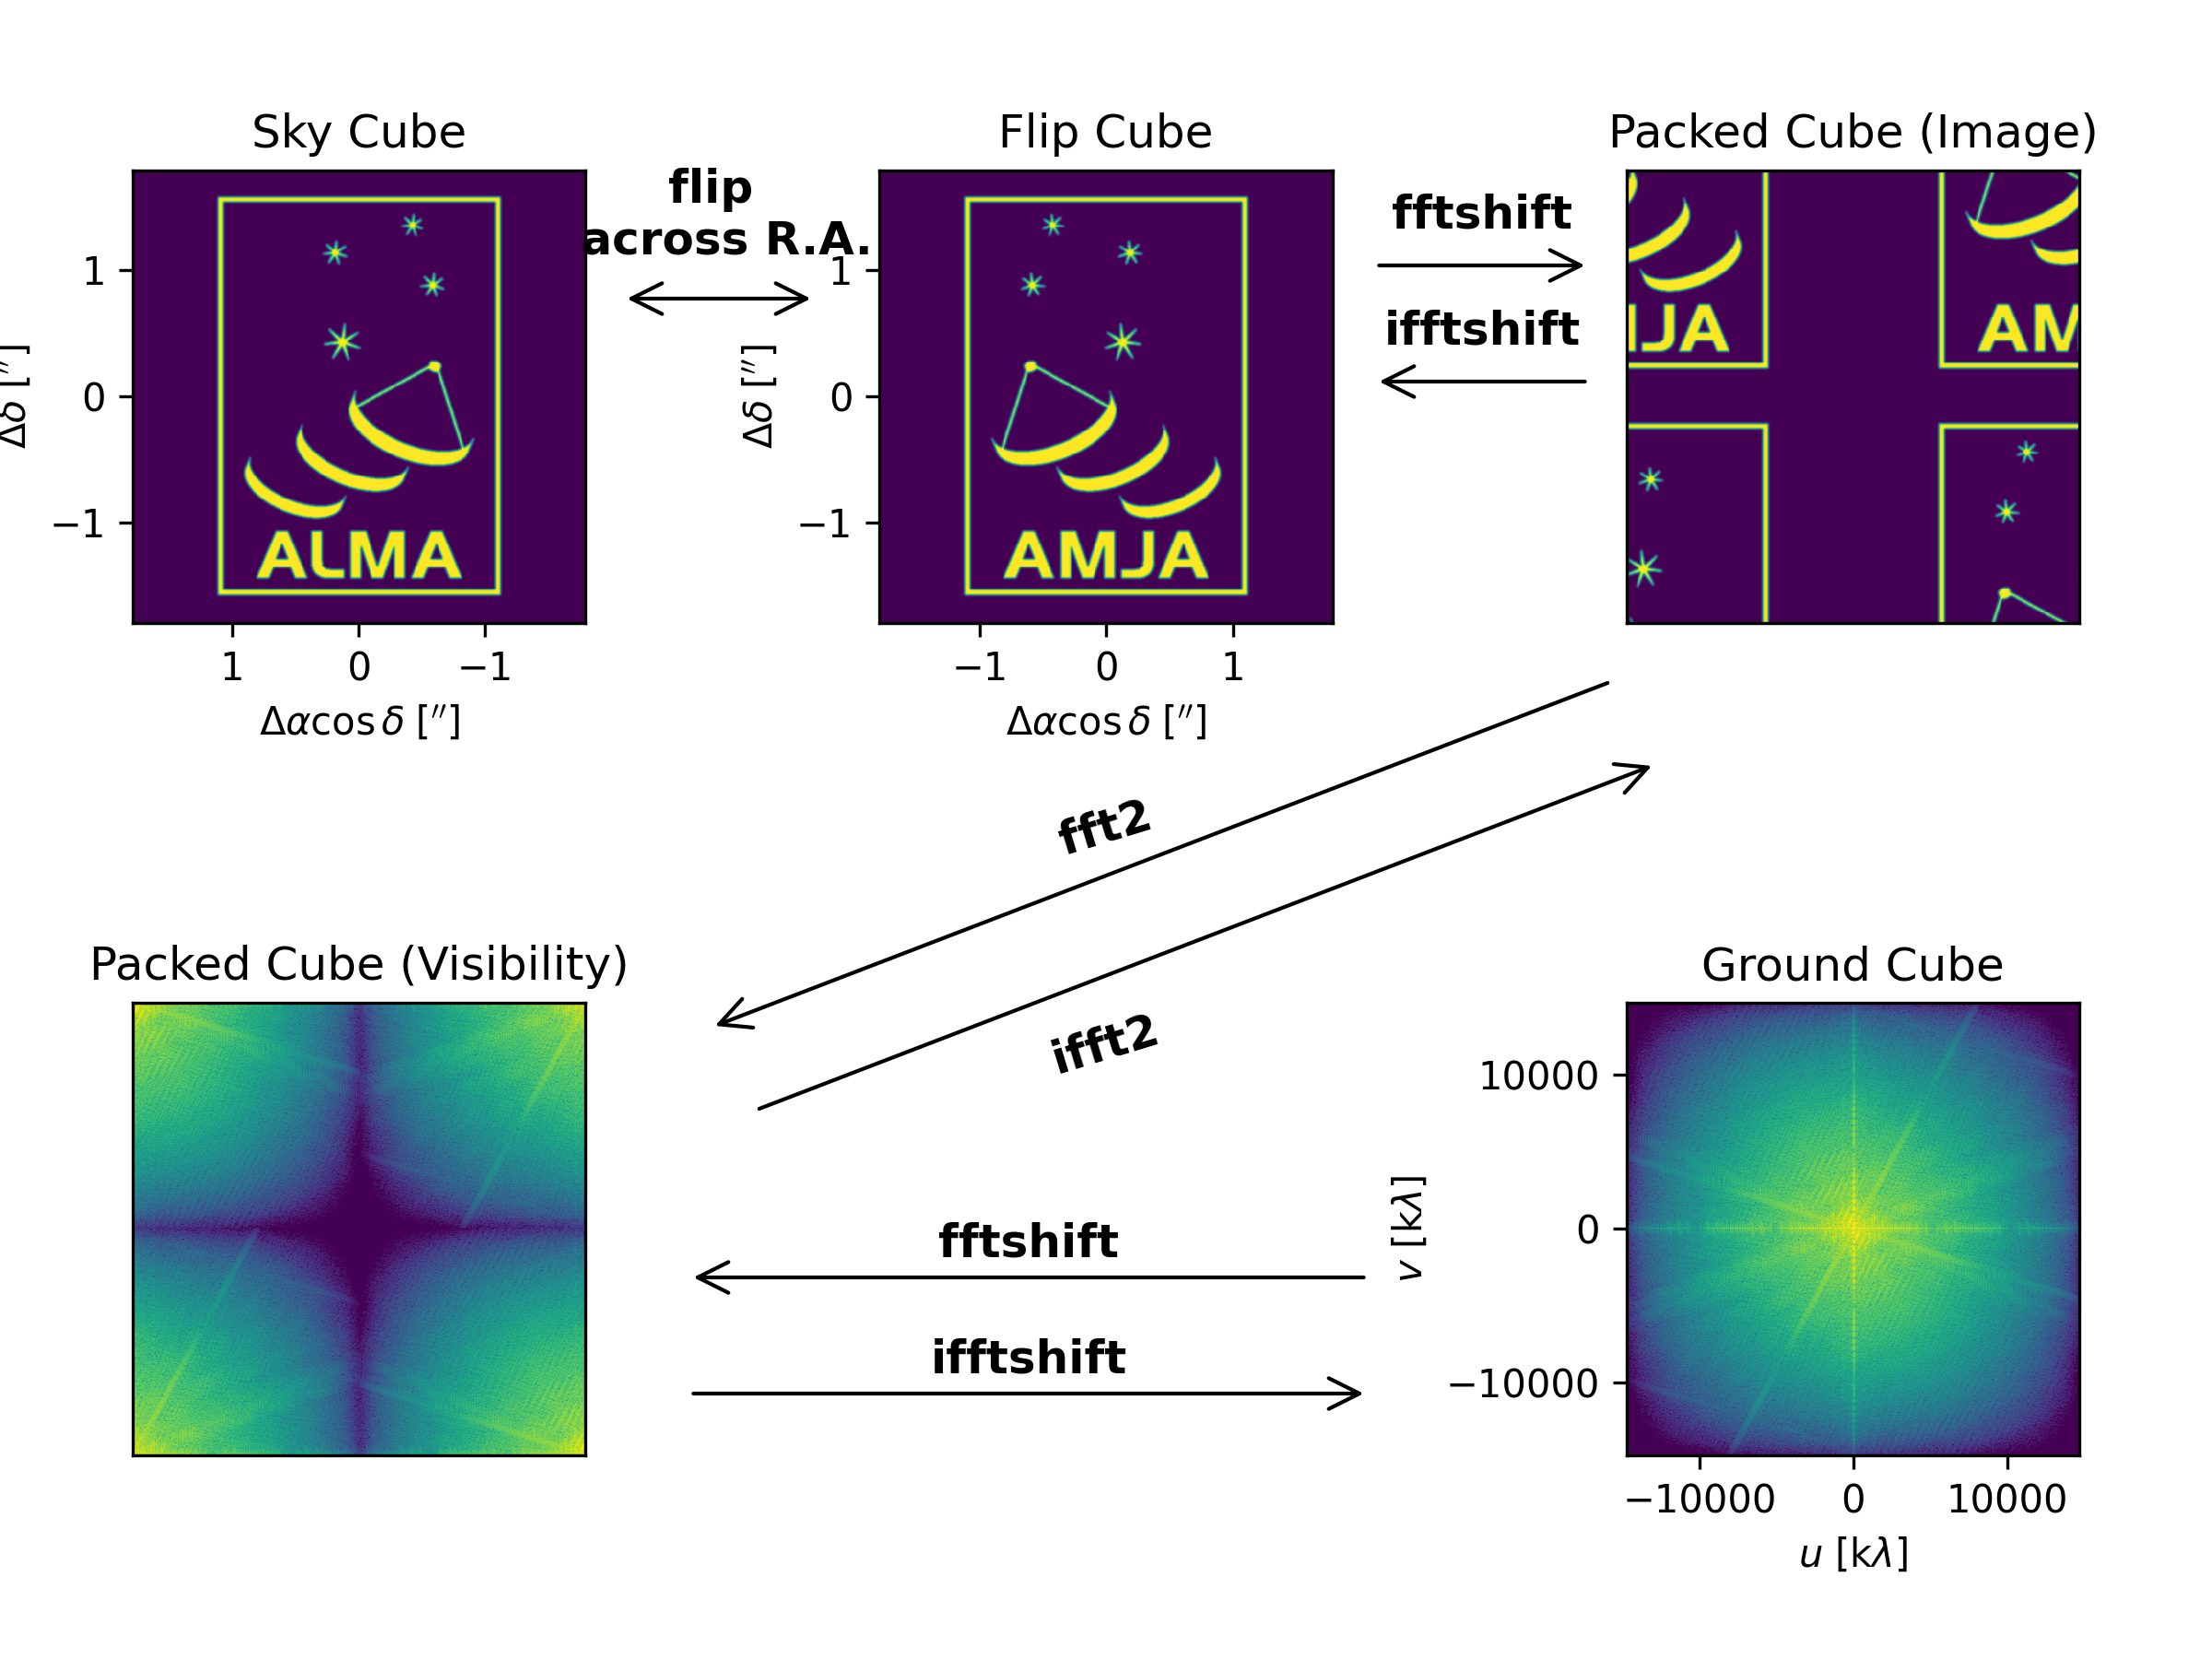 Sky Cube
flip
across R.A.
Flip Cube
fftshift
ifftshift
Packed Cube (Image)
1
0
−1
Δδ [″]
ALMA
1 0 −1
Δα cos δ [″]
1
0
−1
Δδ [″]
AMJA
−1 0 1
Δα cos δ [″]
JA
AM
fft2
ifft2
Packed Cube (Visibility)
fftshift
ifftshift
Ground Cube
10000
0
−10000
v [kλ]
−10000 0 10000
u [kλ]